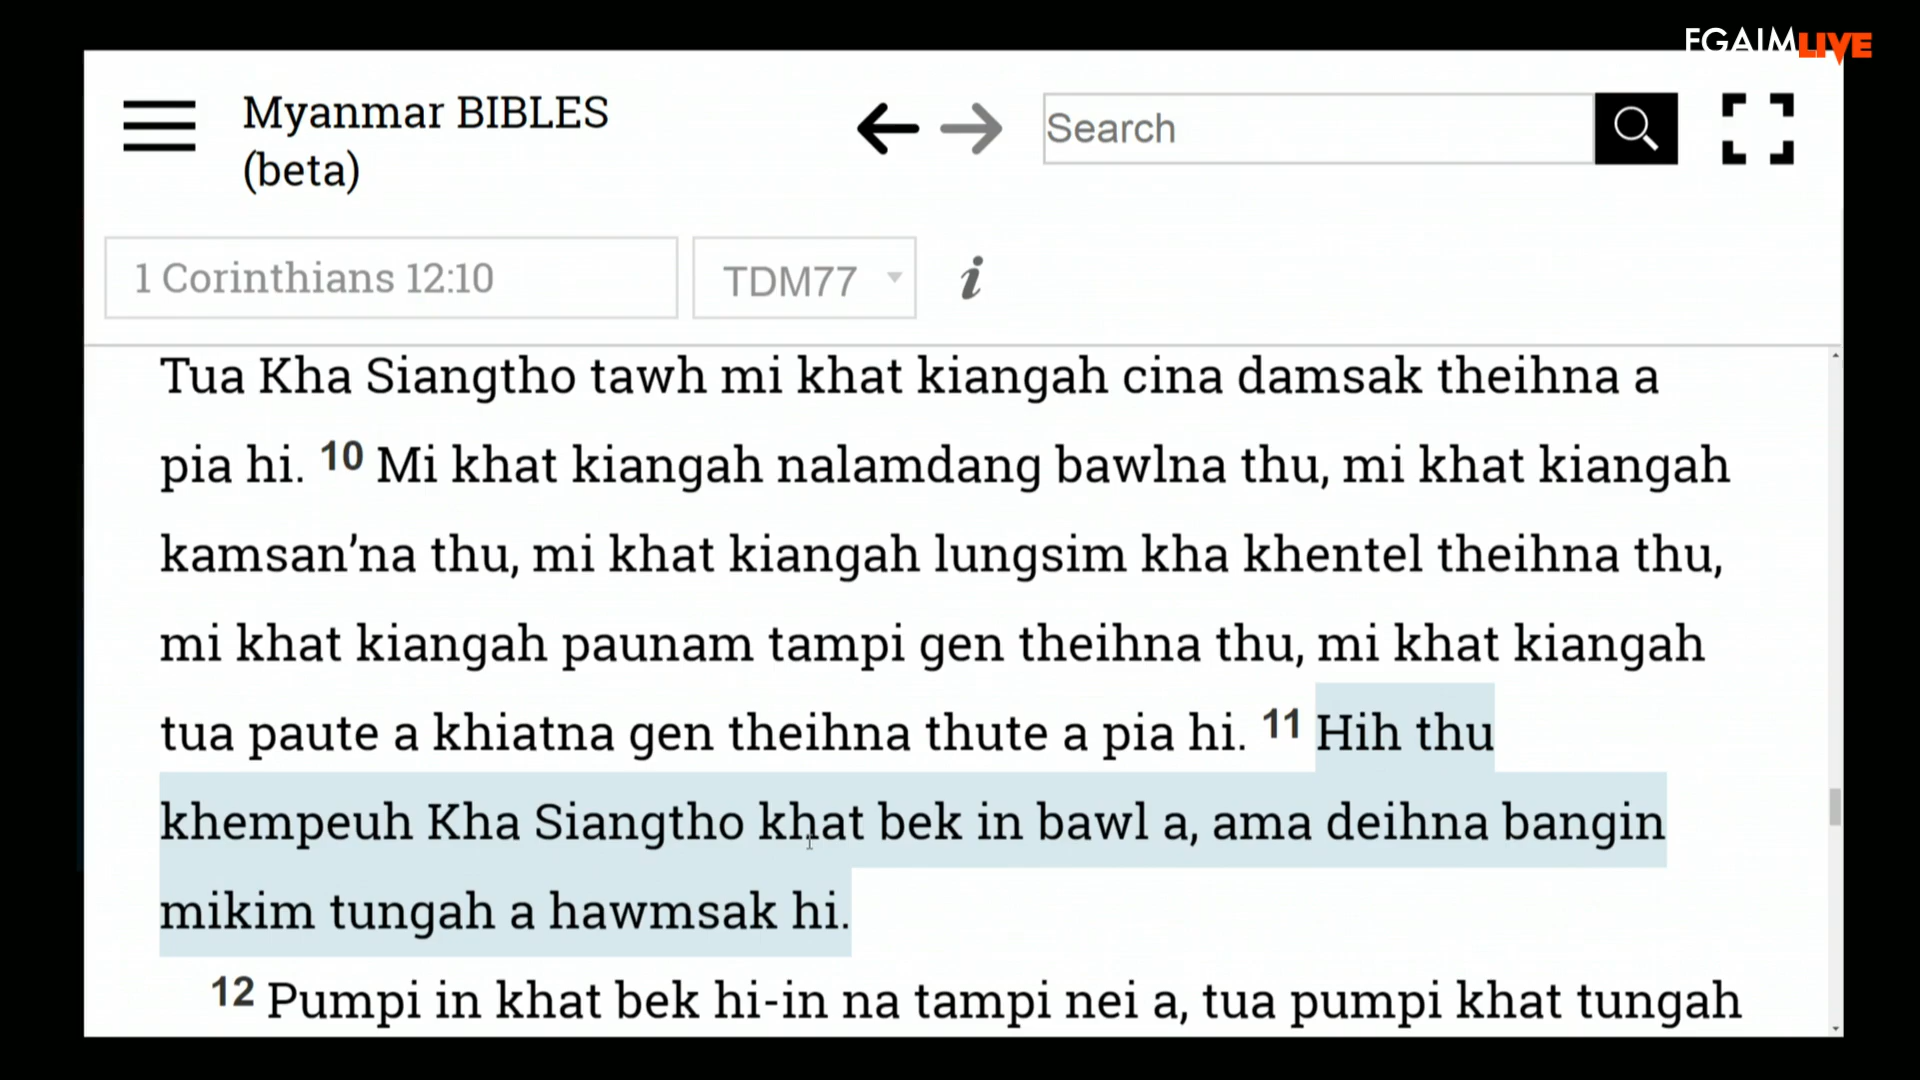 FGAIMLIVE
Myanmar BIBLES
(beta)
Search
1 Corinthians 12:10
TDM77
i
Tua Kha Siangtho tawh mi khat kiangah cina damsak theihna a
pia hi. 10 Mi khat kiangah nalamdang bawlna thu, mi khat kiangah
kamsan’na thu, mi khat kiangah lungsim kha khentel theihna thu,
mi khat kiangah paunam tampi gen theihna thu, mi khat kiangah
tua paute a khiatna gen theihna thute a pia hi. 11 Hih thu
khempeuh Kha Siangtho khat bek in bawl a, ama deihna bangin
mikim tungah a hawmsak hi.
12 Pumpi in khat bek hi-in na tampi nei a, tua pumpi khat tungah